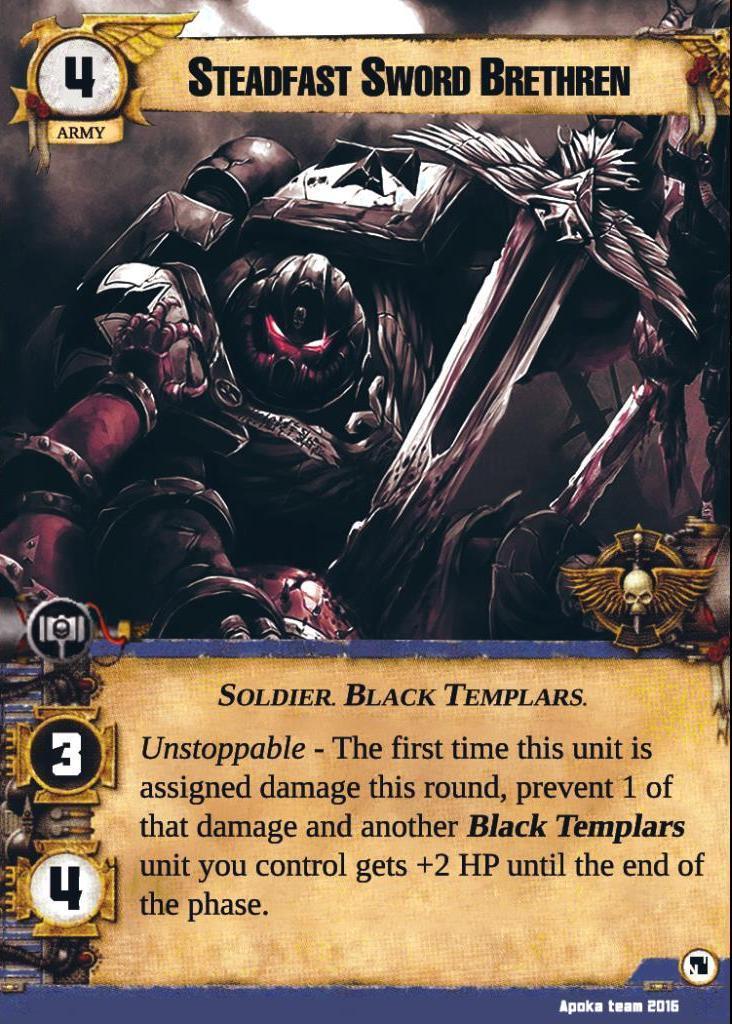 4
STEADFAST SWORD BRETHREN
ARMY
SOLDIER. BLACK TEMPLARS.
3
Unstoppable - The first time this unit is
assigned damage this round, prevent 1 of
that damage and another Black Templars
unit you control gets +2 HP until the end of
the phase.
4
Apoka team 2016